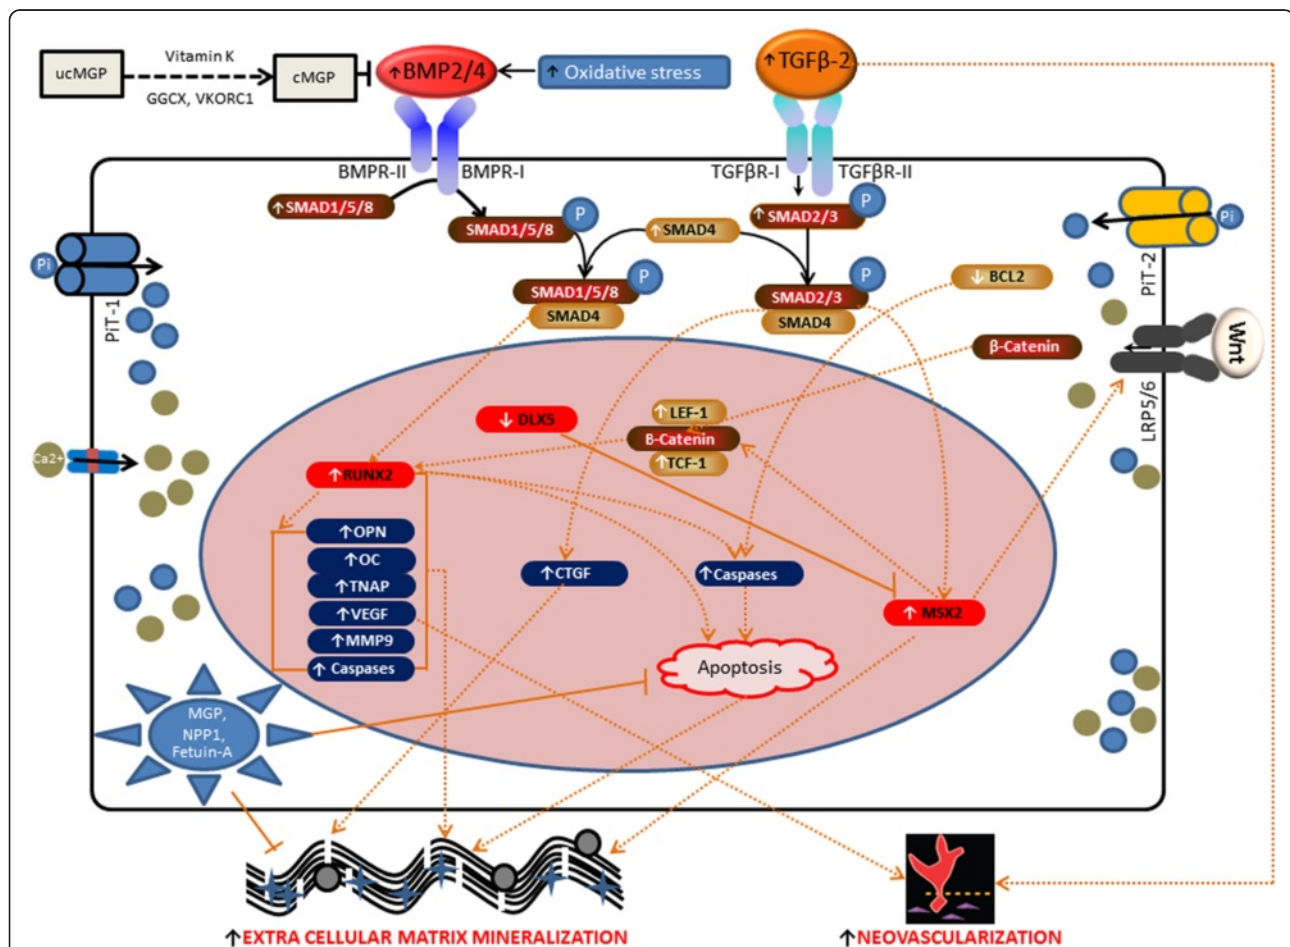 ucMGP
Vitamin K
GGCX, VKORC1
cMGP
↑BMP2/4
↑ Oxidative stress
↑TGFβ-2
BMPR-II
BMPR-I
TGFβR-I
TGFβR-II
↑SMAD1/5/8
SMAD1/5/8
P
↑SMAD4
↑SMAD2/3
P
SMAD1/5/8
P
SMAD4
SMAD2/3
P
SMAD4
↓ BCL2
β-Catenin
Pi
PiT-1
Pi
PiT-2
Wnt
LRP5/6
Ca2+
↓ DLX5
↑ LEF-1
B-Catenin
↑TCF-1
↑RUNX2
↑OPN
↑OC
↑TNAP
↑VEGF
↑MMP9
↑ Caspases
↑CTGF
↑Caspases
↑ MSX2
Apoptosis
MGP,
NPP1,
Fetuin-A
↑EXTRA CELLULAR MATRIX MINERALIZATION
↑NEOVASCULARIZATION